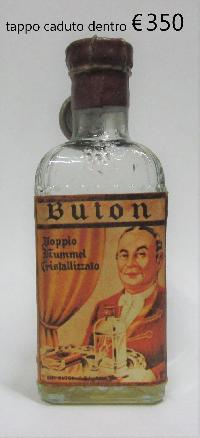 tappo caduto dentro €350
Buton
Doppio
Kummel
Cristallizzato